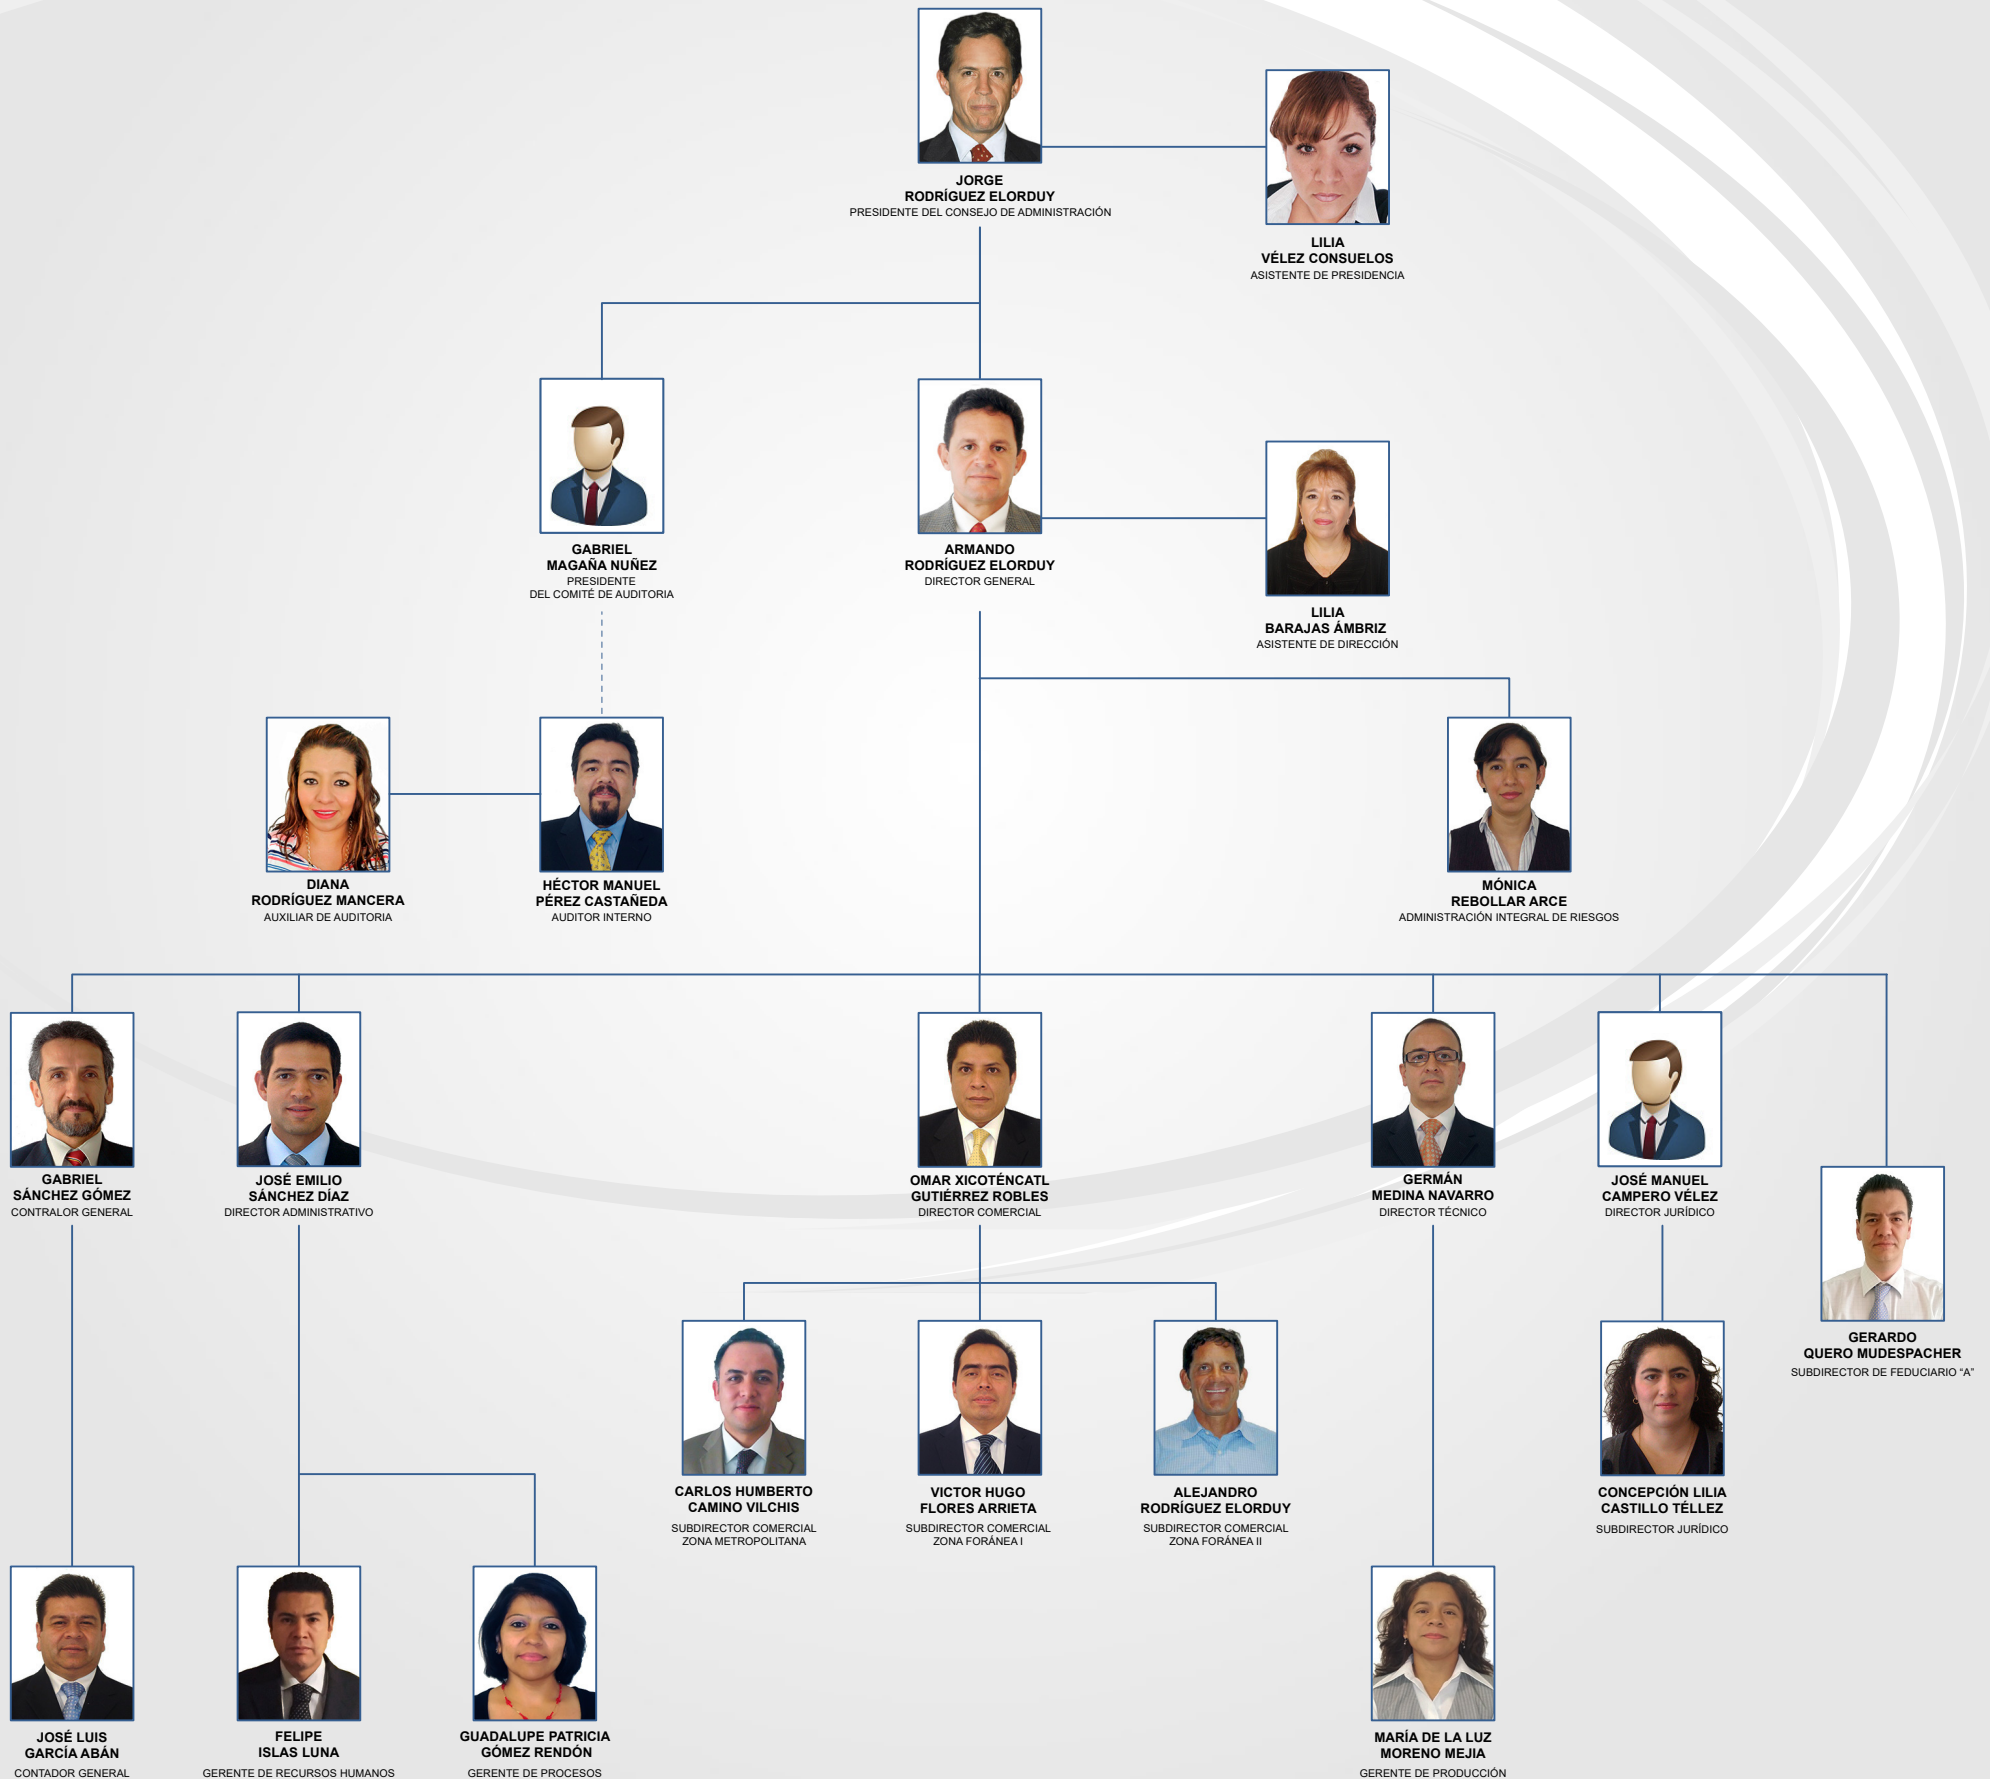 JORGE
RODRÍGUEZ ELORDUY
PRESIDENTE DEL CONSEJO DE ADMINISTRACIÓN
LILIA
VÉLEZ CONSUELOS
ASISTENTE DE PRESIDENCIA
GABRIEL
MAGAÑA NUÑEZ
PRESIDENTE
DEL COMITÉ DE AUDITORIA
ARMANDO
RODRÍGUEZ ELORDUY
DIRECTOR GENERAL
LILIA
BARAJAS ÁMBRIZ
ASISTENTE DE DIRECCIÓN
DIANA
RODRÍGUEZ MANCERA
AUXILIAR DE AUDITORIA
HÉCTOR MANUEL
PÉREZ CASTAÑEDA
AUDITOR INTERNO
MÓNICA
REBOLLAR ARCE
ADMINISTRACIÓN INTEGRAL DE RIESGOS
GABRIEL
SÁNCHEZ GÓMEZ
CONTRALOR GENERAL
JOSÉ EMILIO
SÁNCHEZ DÍAZ
DIRECTOR ADMINISTRATIVO
OMAR XICOTÉNCATL
GUTIÉRREZ ROBLES
DIRECTOR COMERCIAL
GERMÁN
MEDINA NAVARRO
DIRECTOR TÉCNICO
JOSÉ MANUEL
CAMPERO VÉLEZ
DIRECTOR JURÍDICO
GERARDO
QUERO MUDESPACHER
SUBDIRECTOR DE FEDUCIARIO “A”
CARLOS HUMBERTO
CAMINO VILCHIS
SUBDIRECTOR COMERCIAL
ZONA METROPOLITANA
VICTOR HUGO
FLORES ARRIETA
SUBDIRECTOR COMERCIAL
ZONA FORÁNEA I
ALEJANDRO
RODRÍGUEZ ELORDUY
SUBDIRECTOR COMERCIAL
ZONA FORÁNEA II
CONCEPCIÓN LILIA
CASTILLO TÉLLEZ
SUBDIRECTOR JURÍDICO
JOSÉ LUIS
GARCÍA ABÁN
CONTADOR GENERAL
FELIPE
ISLAS LUNA
GERENTE DE RECURSOS HUMANOS
GUADALUPE PATRICIA
GÓMEZ RENDÓN
GERENTE DE PROCESOS
MARÍA DE LA LUZ
MORENO MEJIA
GERENTE DE PRODUCCIÓN